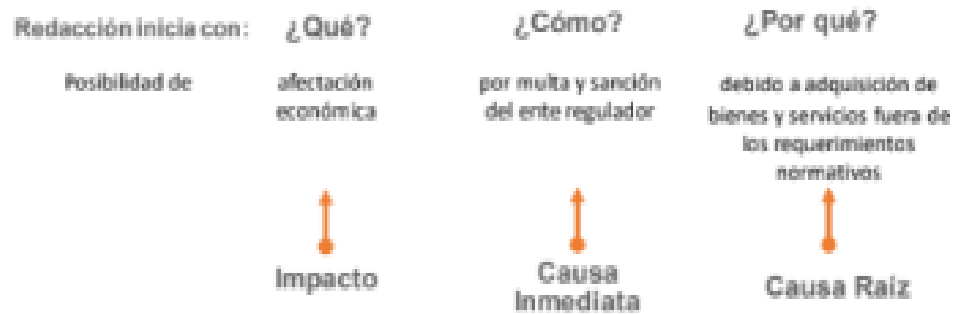 Redacción inicia con: ¿Qué? ¿Cómo? ¿Por qué?
Posibilidad de
afectación
económica
por multa y sanción
del ente regulador
debido a adquisición de
bienes y servicios fuera de
los requerimientos
normativos
Impacto
Causa
Inmediata
Causa Raíz